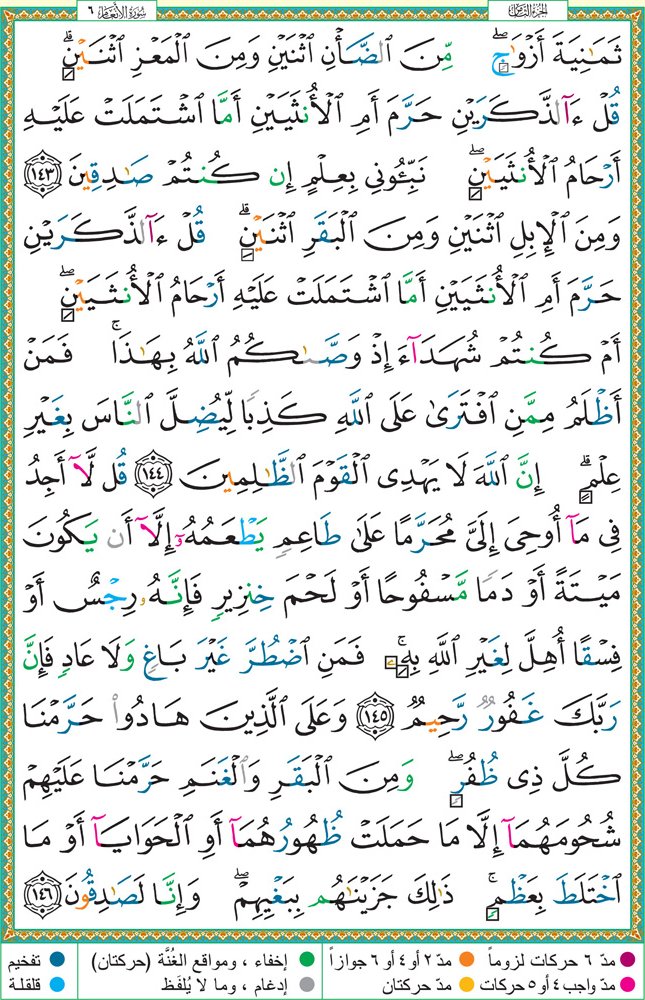 الجزء الثامن
سورة الأنعام ٦
ثَمَٰنِيَةَ أَزۡوَٰجٖۖ مِّنَ ٱلضَّأۡنِ ٱثۡنَيۡنِ وَمِنَ ٱلۡمَعۡزِ ٱثۡنَيۡنِۗ
قُلۡ ءَآلذَّكَرَيۡنِ حَرَّمَ أَمِ ٱلۡأُنثَيَيۡنِ أَمَّا ٱشۡتَمَلَتۡ عَلَيۡهِ
أَرۡحَامُ ٱلۡأُنثَيَيۡنِۖ نَبِّـُٔونِي بِعِلۡمٍ إِن كُنتُمۡ صَٰدِقِينَ ١٤٣
وَمِنَ ٱلۡإِبِلِ ٱثۡنَيۡنِ وَمِنَ ٱلۡبَقَرِ ٱثۡنَيۡنِۗ قُلۡ ءَآلذَّكَرَيۡنِ
حَرَّمَ أَمِ ٱلۡأُنثَيَيۡنِ أَمَّا ٱشۡتَمَلَتۡ عَلَيۡهِ أَرۡحَامُ ٱلۡأُنثَيَيۡنِۖ
أَمۡ كُنتُمۡ شُهَدَآءَ إِذۡ وَصَّىٰكُمُ ٱللَّهُ بِهَٰذَاۚ فَمَنۡ
أَظۡلَمُ مِمَّنِ ٱفۡتَرَىٰ عَلَى ٱللَّهِ كَذِبٗا لِّيُضِلَّ ٱلنَّاسَ بِغَيۡرِ
عِلۡمٍۚ إِنَّ ٱللَّهَ لَا يَهۡدِي ٱلۡقَوۡمَ ٱلظَّٰلِمِينَ ١٤٤ قُل لَّآ أَجِدُ
فِي مَآ أُوحِيَ إِلَيَّ مُحَرَّمًا عَلَىٰ طَاعِمٖ يَطۡعَمُهُۥٓ إِلَّآ أَن يَكُونَ
مَيۡتَةً أَوۡ دَمٗا مَّسۡفُوحًا أَوۡ لَحۡمَ خِنزِيرٖ فَإِنَّهُۥ رِجۡسٌ أَوۡ
فِسۡقًا أُهِلَّ لِغَيۡرِ ٱللَّهِ بِهِۦۚ فَمَنِ ٱضۡطُرَّ غَيۡرَ بَاغٖ وَلَا عَادٖ فَإِنَّ
رَبَّكَ غَفُورٞ رَّحِيمٞ ١٤٥ وَعَلَى ٱلَّذِينَ هَادُواْ حَرَّمۡنَا
كُلَّ ذِي ظُفُرٖۖ وَمِنَ ٱلۡبَقَرِ وَٱلۡغَنَمِ حَرَّمۡنَا عَلَيۡهِمۡ
شُحُومَهُمَآ إِلَّا مَا حَمَلَتۡ ظُهُورُهُمَآ أَوِ ٱلۡحَوَايَآ أَوۡ مَا
ٱخۡتَلَطَ بِعَظۡمٖۚ ذَٰلِكَ جَزَيۡنَٰهُم بِبَغۡيِهِمۡۖ وَإِنَّا لَصَٰدِقُونَ ١٤٦
مدّ ٦ حركات لزوماً مدّ ٢ أو ٤ أو ٦ جوازاً إخفاء ، ومواقع الغُنَّة (حركتان) تفخيم
مدّ واجب ٤ أو ٥ حركات مدّ حركتان إدغام ، وما لا يُلفَظ قلقلة